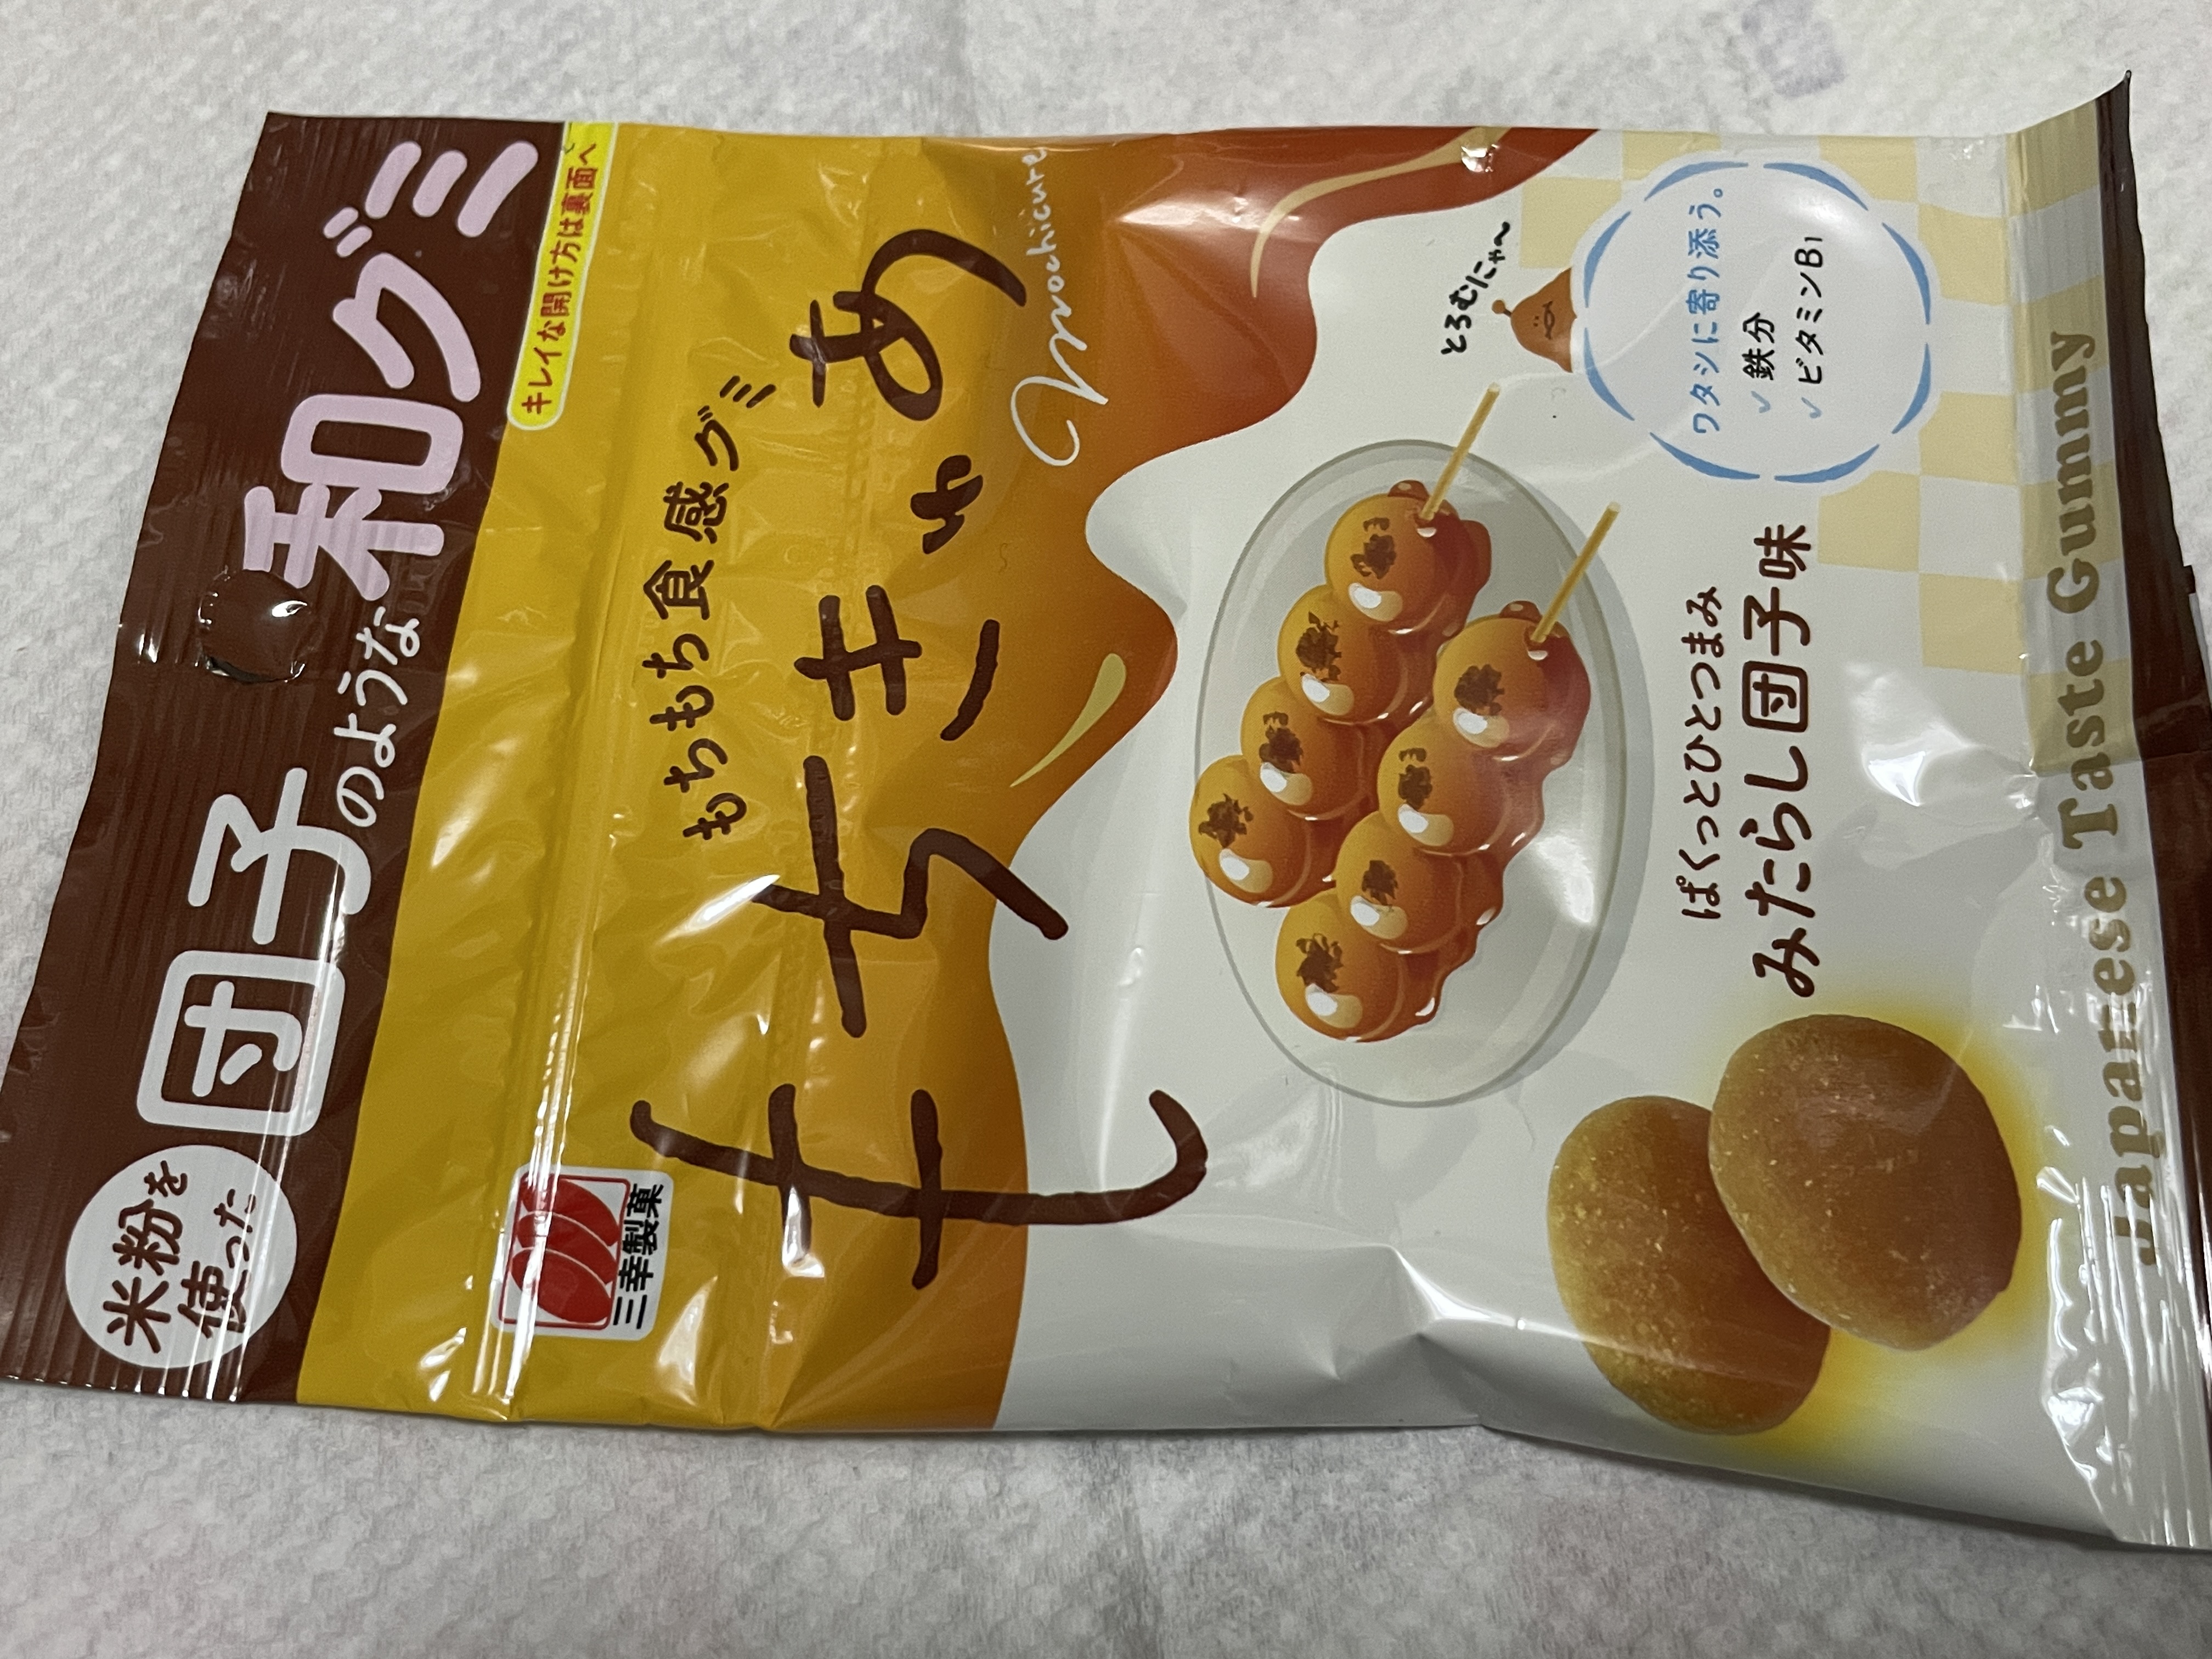 米粉を
使った
団子のような和グミ
キレイな開け方は裏面へ
三幸製菓
もちもち食感グミ
もちきゅあ
Mochicure
とろむにゃ〜
ワタシに寄り添う。
✓ 鉄分
✓ ビタミンB1
ぱくっとひとつまみ
みたらし団子味
Japanese Taste Gummy